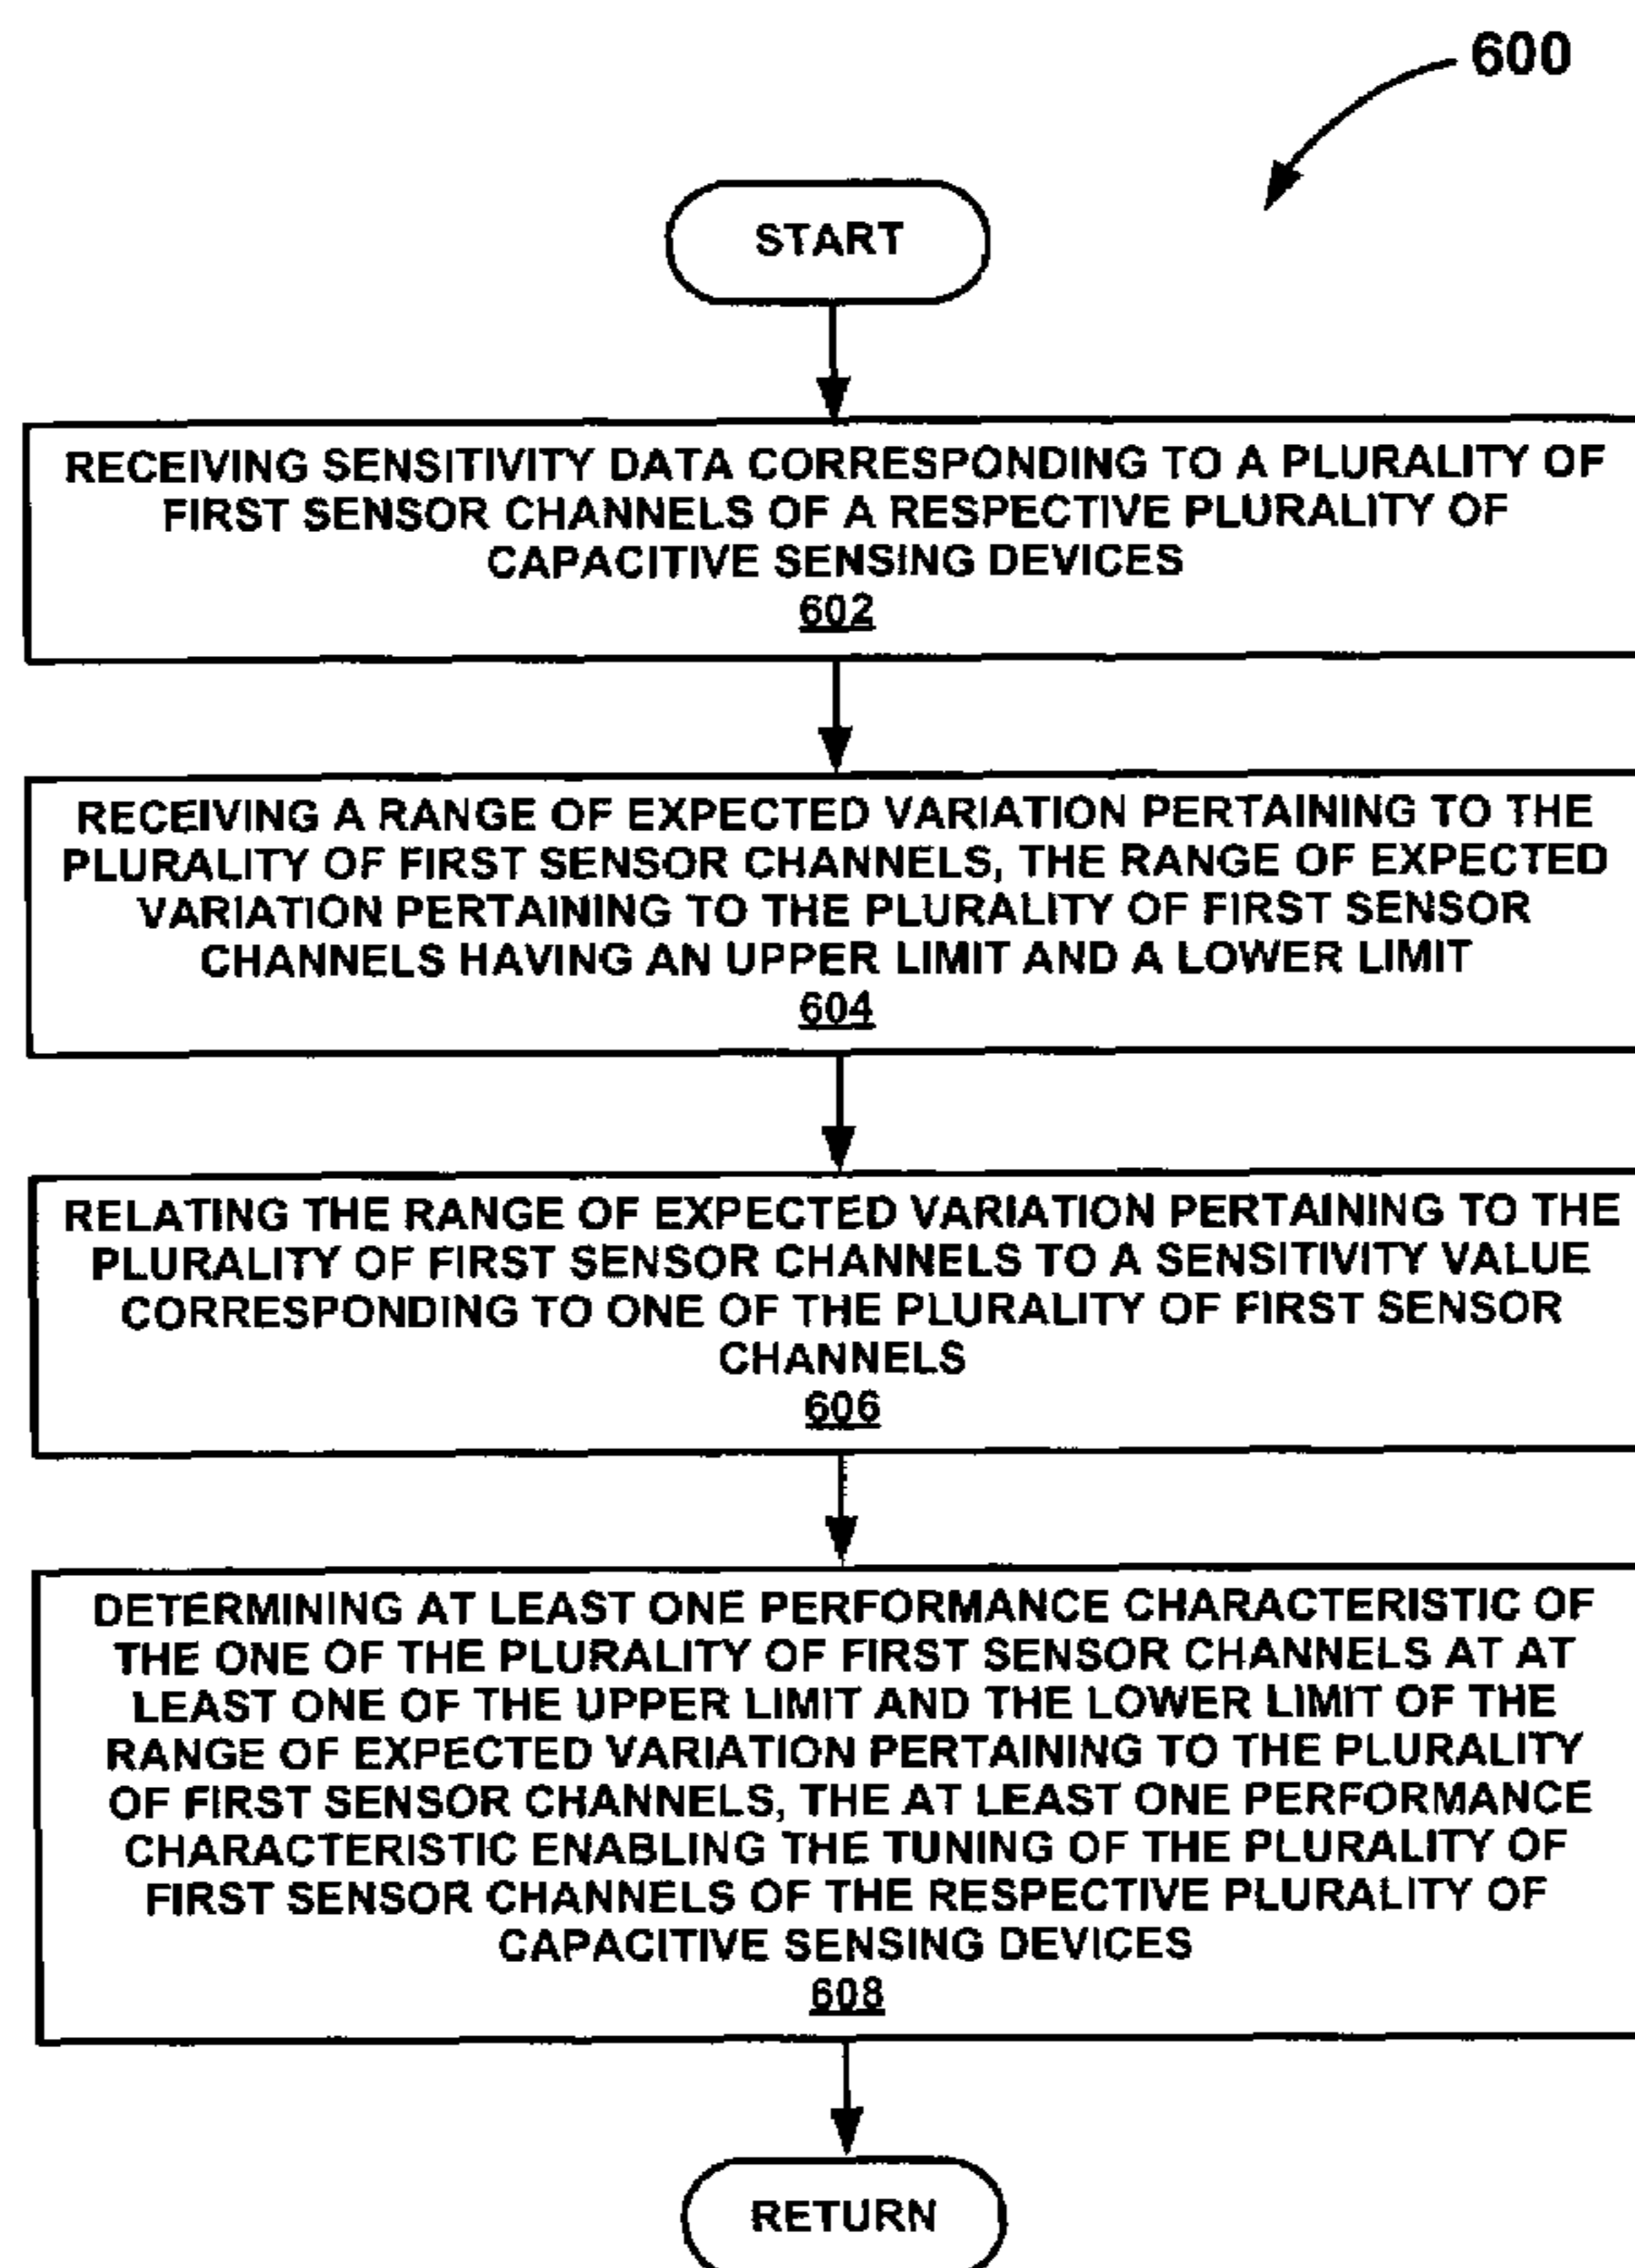 600
START
RECEIVING SENSITIVITY DATA CORRESPONDING TO A PLURALITY OF
FIRST SENSOR CHANNELS OF A RESPECTIVE PLURALITY OF
CAPACITIVE SENSING DEVICES
602
RECEIVING A RANGE OF EXPECTED VARIATION PERTAINING TO THE
PLURALITY OF FIRST SENSOR CHANNELS, THE RANGE OF EXPECTED
VARIATION PERTAINING TO THE PLURALITY OF FIRST SENSOR
CHANNELS HAVING AN UPPER LIMIT AND A LOWER LIMIT
604
RELATING THE RANGE OF EXPECTED VARIATION PERTAINING TO THE
PLURALITY OF FIRST SENSOR CHANNELS TO A SENSITIVITY VALUE
CORRESPONDING TO ONE OF THE PLURALITY OF FIRST SENSOR
CHANNELS
606
DETERMINING AT LEAST ONE PERFORMANCE CHARACTERISTIC OF
THE ONE OF THE PLURALITY OF FIRST SENSOR CHANNELS AT AT
LEAST ONE OF THE UPPER LIMIT AND THE LOWER LIMIT OF THE
RANGE OF EXPECTED VARIATION PERTAINING TO THE PLURALITY
OF FIRST SENSOR CHANNELS, THE AT LEAST ONE PERFORMANCE
CHARACTERISTIC ENABLING THE TUNING OF THE PLURALITY OF
FIRST SENSOR CHANNELS OF THE RESPECTIVE PLURALITY OF
CAPACITIVE SENSING DEVICES
608
RETURN